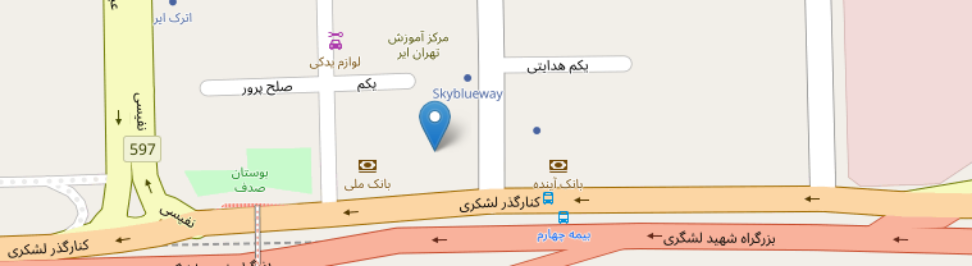 اترک ایر
نفیسی
597
نفیسی
لوازم یدکی
مرکز آموزش
تهران ایر
صلح پرور
یکم
Skyblueway
یکم هدایتی
بوستان
صدف
بانک ملی
بانک آینده
کنارگذر لشکری
کنارگذر لشکری
بیمه چهارم
بزرگراه شهید لشگری